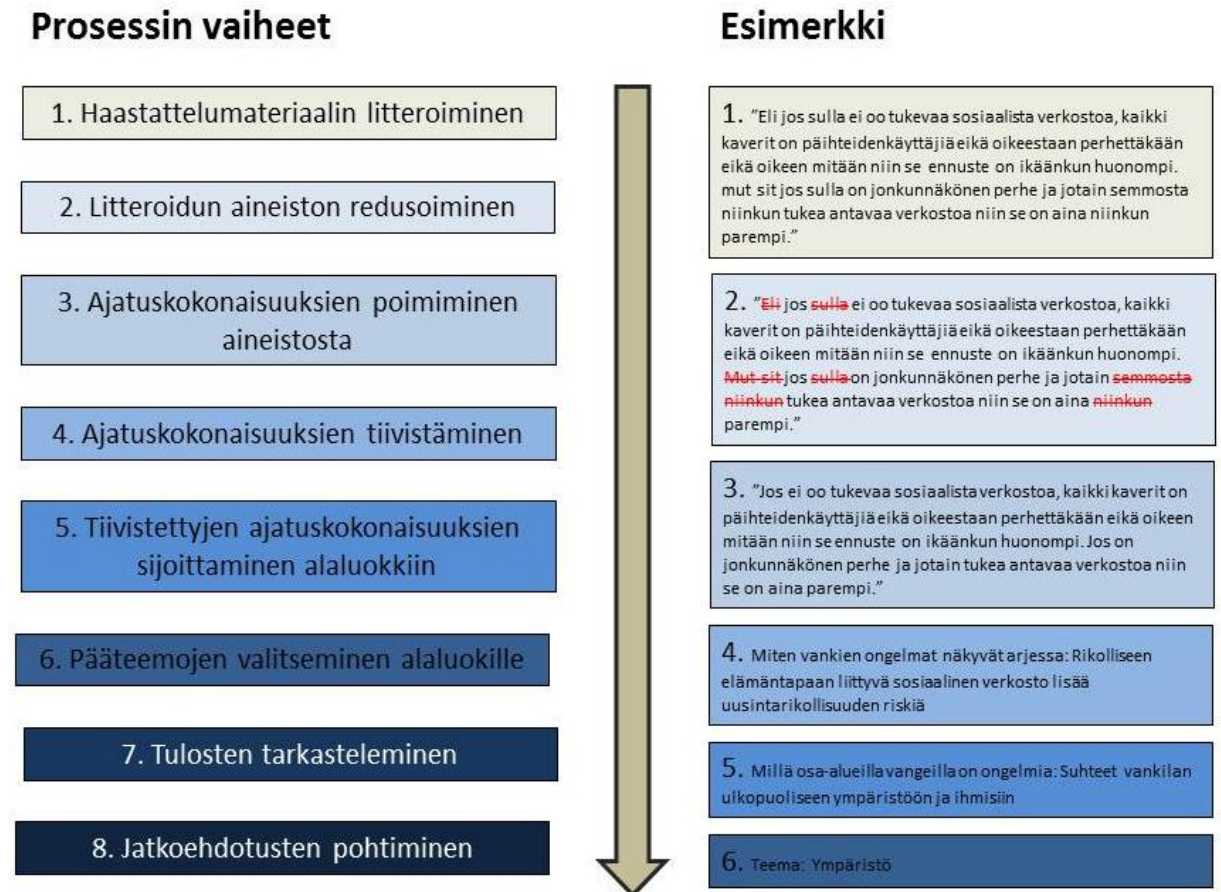 Prosessin vaiheet
1. Haastattelumateriaalin litteroiminen
2. Litteroidun aineiston redusoiminen
3. Ajatuskokonaisuuksien poimiminen
aineistosta
4. Ajatuskokonaisuuksien tiivistäminen
5. Tiivistettyjen ajatuskokonaisuuksien
sijoittaminen alaluokkiin
6. Pääteemojen valitseminen alaluokille
7. Tulosten tarkasteleminen
8. Jatkoehdotusten pohtiminen
Esimerkki
1. "Eli jos sulla ei oo tukevaa sosiaalista verkostoa, kaikki
kaverit on päihteidenkäyttäjiä eikä oikeestaan perhettäkään
eikä oikeen mitään niin se ennuste on ikäänkun huonompi.
mut sit jos sulla on jonkunnäkönen perhe ja jotain semmosta
niinkun tukea antavaa verkostoa niin se on aina niinkun
parempi."
2. "Eli jos sulla ei oo tukevaa sosiaalista verkostoa, kaikki
kaverit on päihteidenkäyttäjiä eikä oikeestaan perhettäkään
eikä oikeen mitään niin se ennuste on ikäänkun huonompi.
Mut sit jos sulla on jonkunnäkönen perhe ja jotain semmosta
niinkun tukea antavaa verkostoa niin se on aina niinkun
parempi."
3. "Jos ei oo tukevaa sosiaalista verkostoa, kaikki kaverit on
päihteidenkäyttäjiä eikä oikeestaan perhettäkään eikä oikeen
mitään niin se ennuste on ikäänkun huonompi. Jos on
jonkunnäkönen perhe ja jotain tukea antavaa verkostoa niin
se on aina parempi."
4. Miten vankien ongelmat näkyvät arjessa: Rikolliseen
elämäntapaan liittyvä sosiaalinen verkosto lisää
uusintarikollisuuden riskiä
5. Millä osa-alueilla vangeilla on ongelmia: Suhteet vankilan
ulkopuoliseen ympäristöön ja ihmisiin
6. Teema: Ympäristö